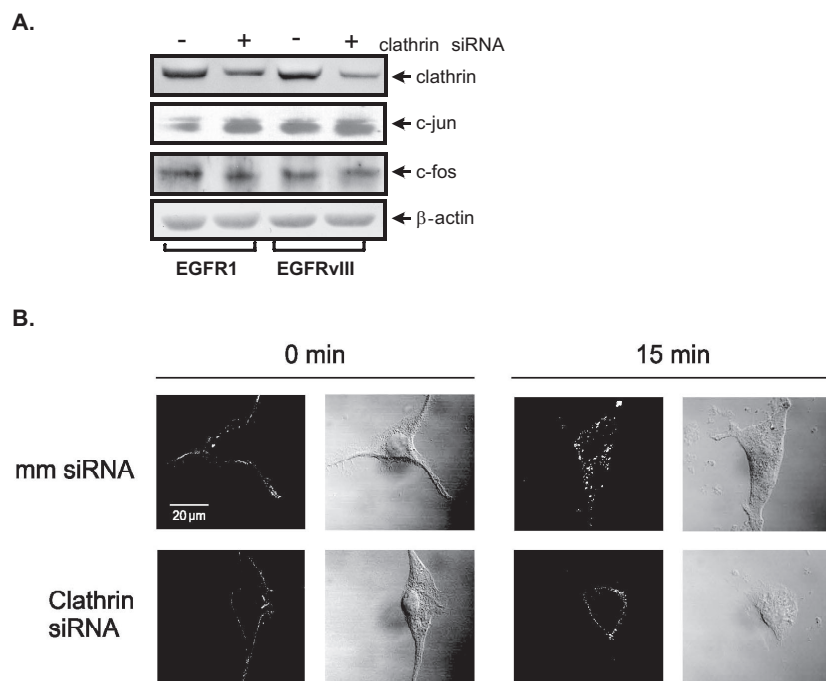 A.
- + - + clathrin siRNA
clathrin
c-jun
c-fos
β-actin
EGFR1 EGFRvIII
B.
0 min 15 min
mm siRNA
20 µm
Clathrin
siRNA